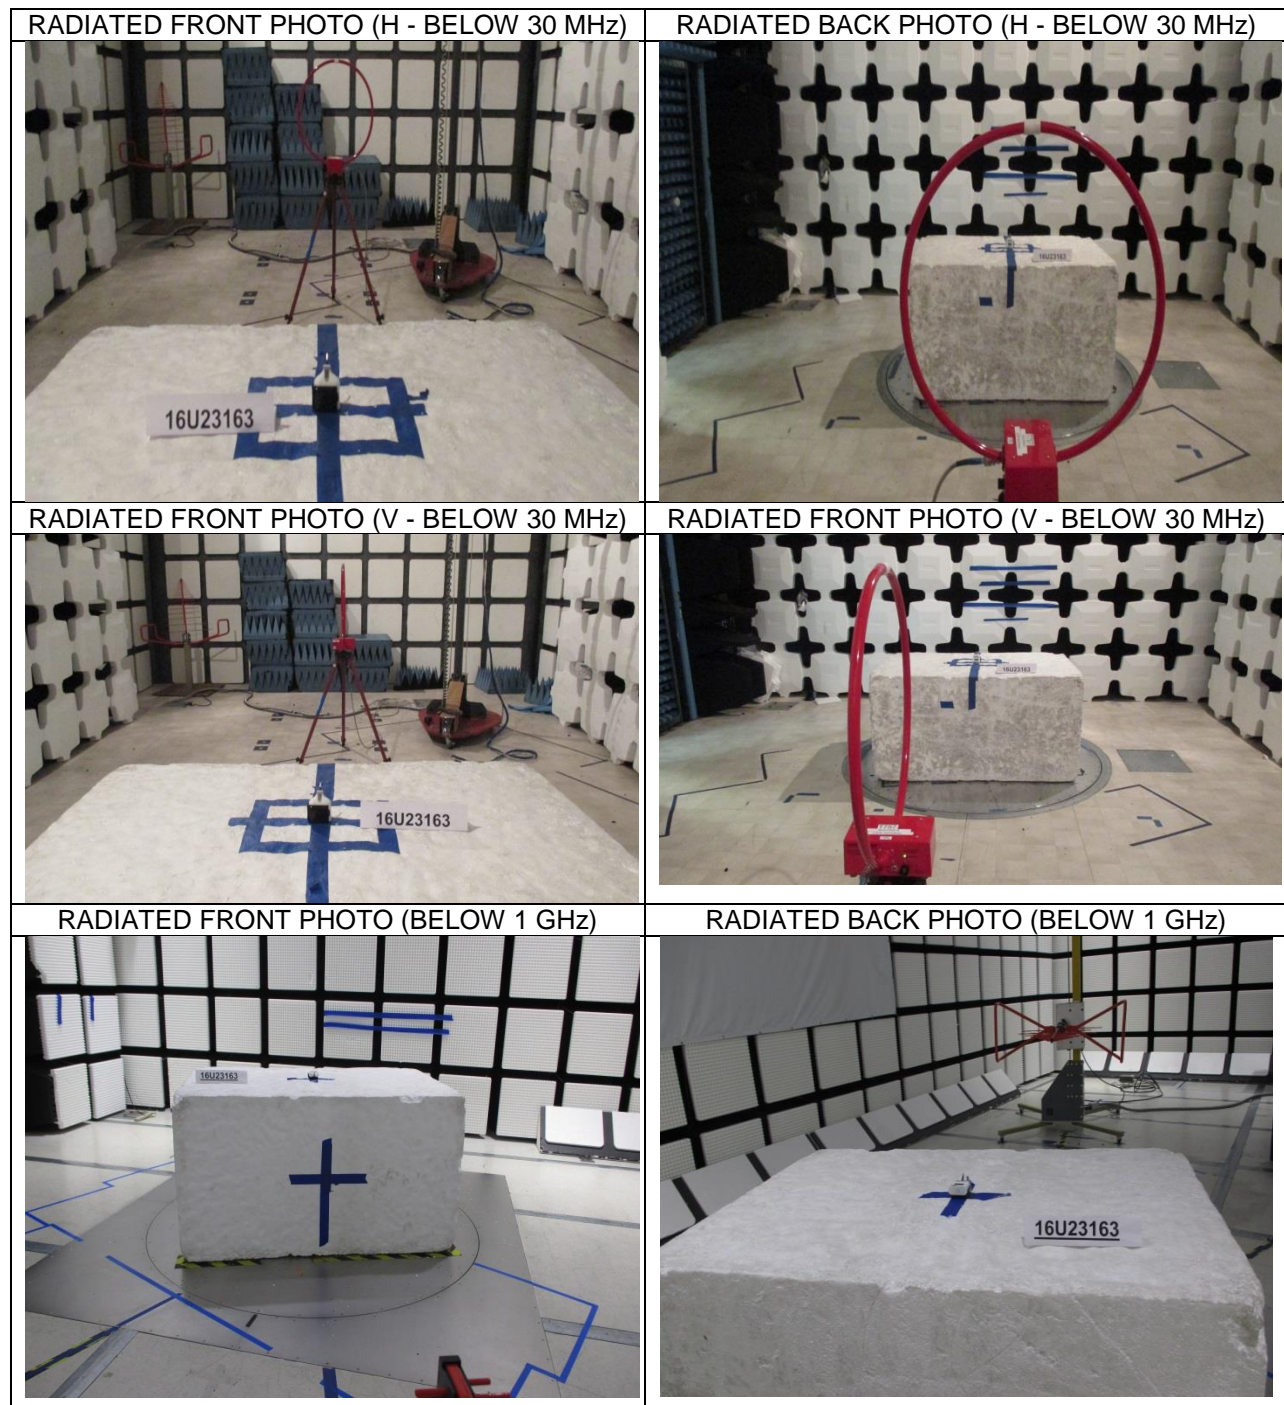 RADIATED FRONT PHOTO (H - BELOW 30 MHz)
RADIATED BACK PHOTO (H - BELOW 30 MHz)
16U23163
16U23163
RADIATED FRONT PHOTO (V - BELOW 30 MHz)
RADIATED FRONT PHOTO (V - BELOW 30 MHz)
16U23163
16U23163
RADIATED FRONT PHOTO (BELOW 1 GHz)
RADIATED BACK PHOTO (BELOW 1 GHz)
16U23163
16U23163